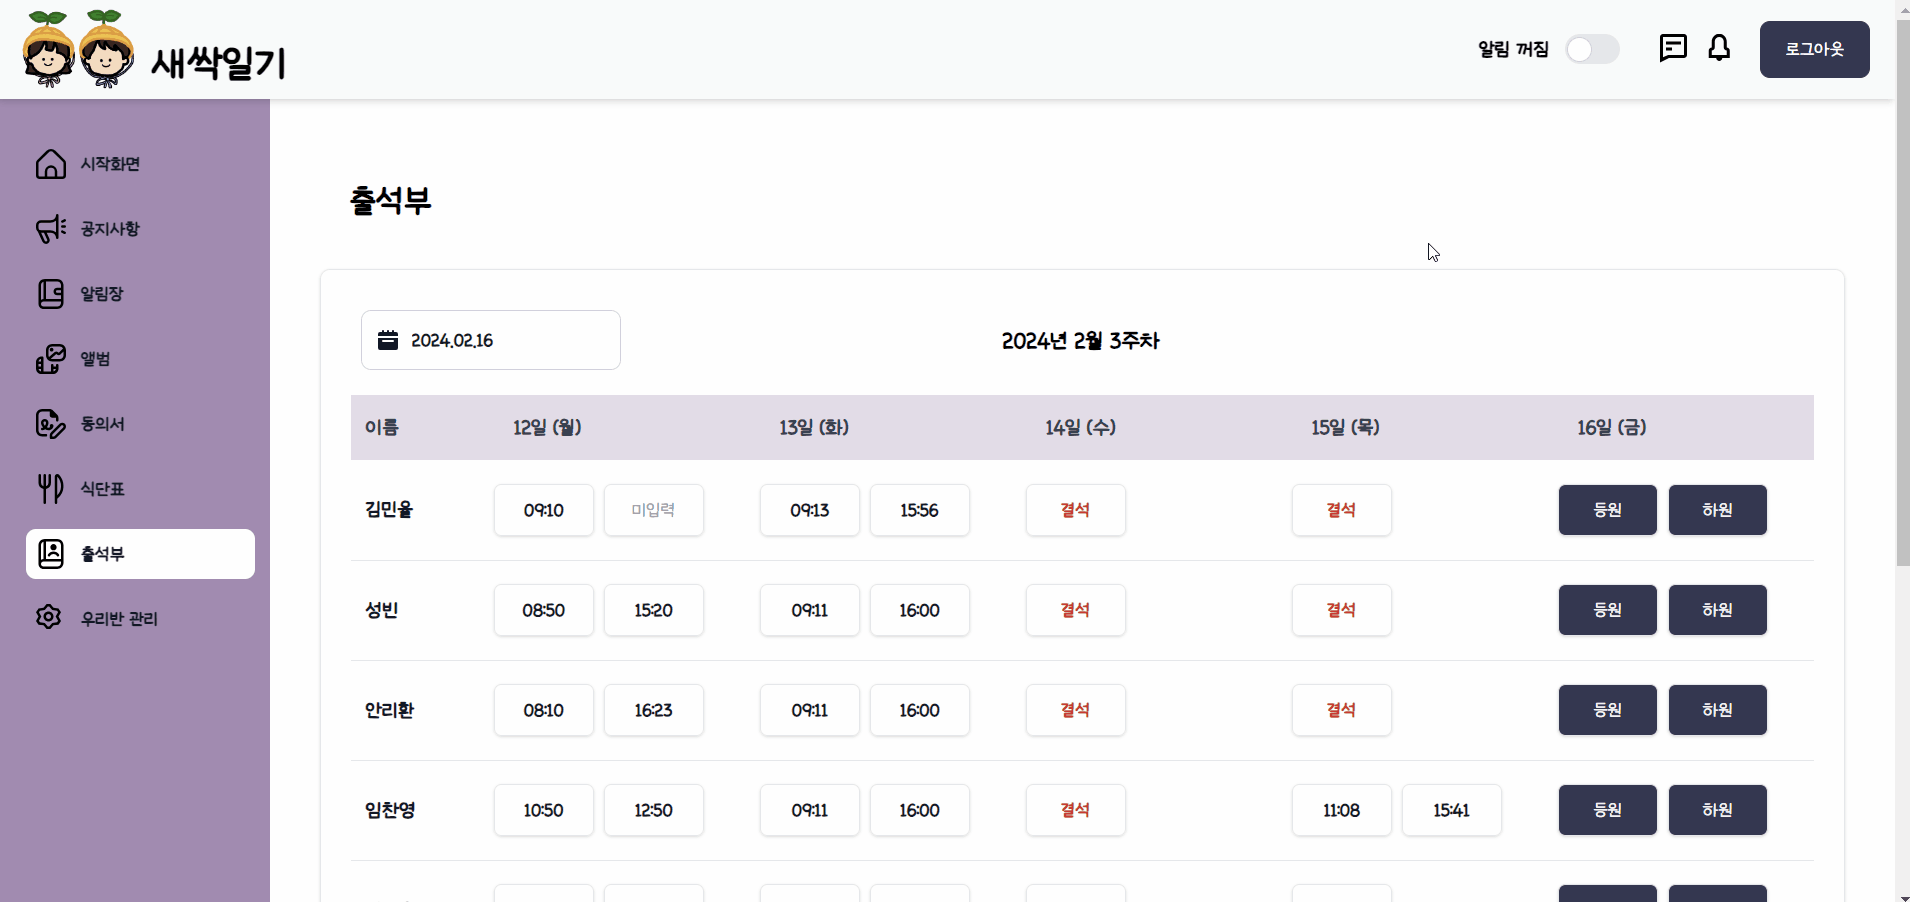 새싹일기
알림 꺼짐
로그아웃
시작화면
공지사항
알림장
앨범
동의서
식단표
출석부
우리반 관리
출석부
2024.02.16
2024년 2월 3주차
이름 12일 (월) 13일 (화) 14일 (수) 15일 (목) 16일 (금)
김민율 09:10 미입력 09:13 15:56 결석 결석 등원 하원
성빈 08:50 15:20 09:11 16:00 결석 결석 등원 하원
안리환 08:10 16:23 09:11 16:00 결석 결석 등원 하원
임찬영 10:50 12:50 09:11 16:00 결석 11:08 15:41 등원 하원